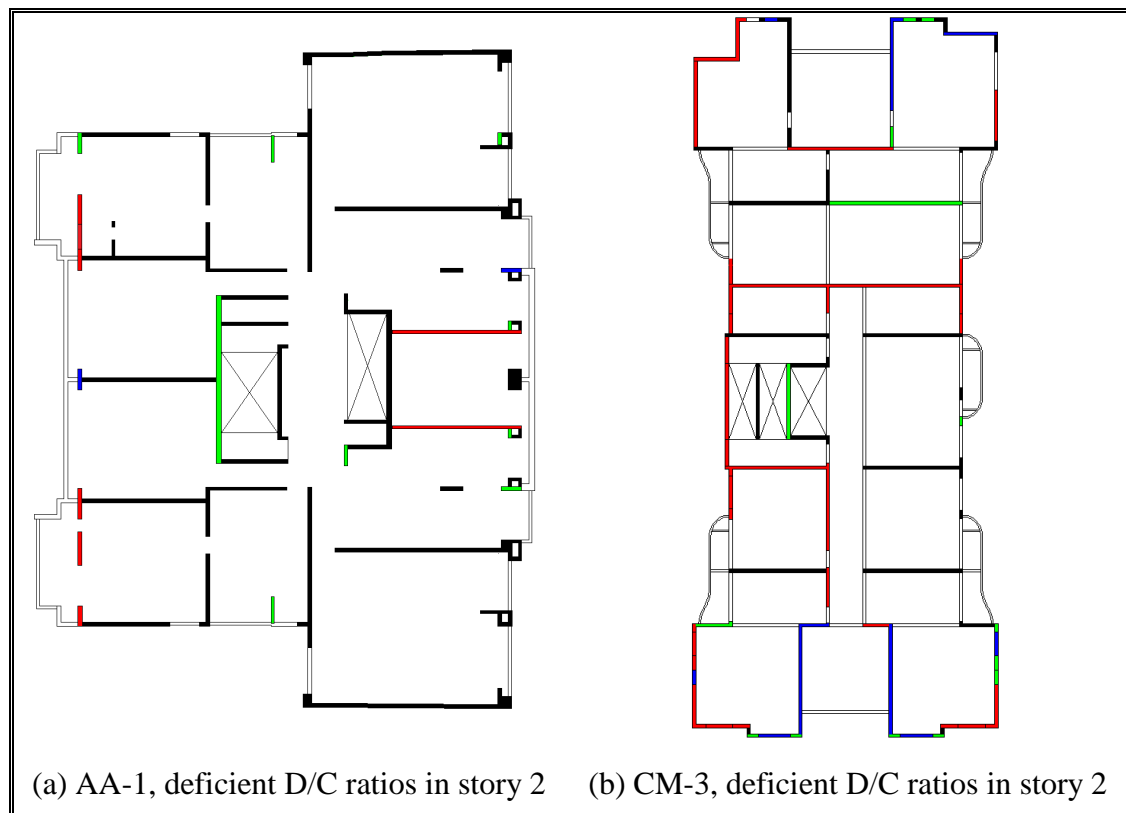 (a) AA-1, deficient D/C ratios in story 2
(b) CM-3, deficient D/C ratios in story 2